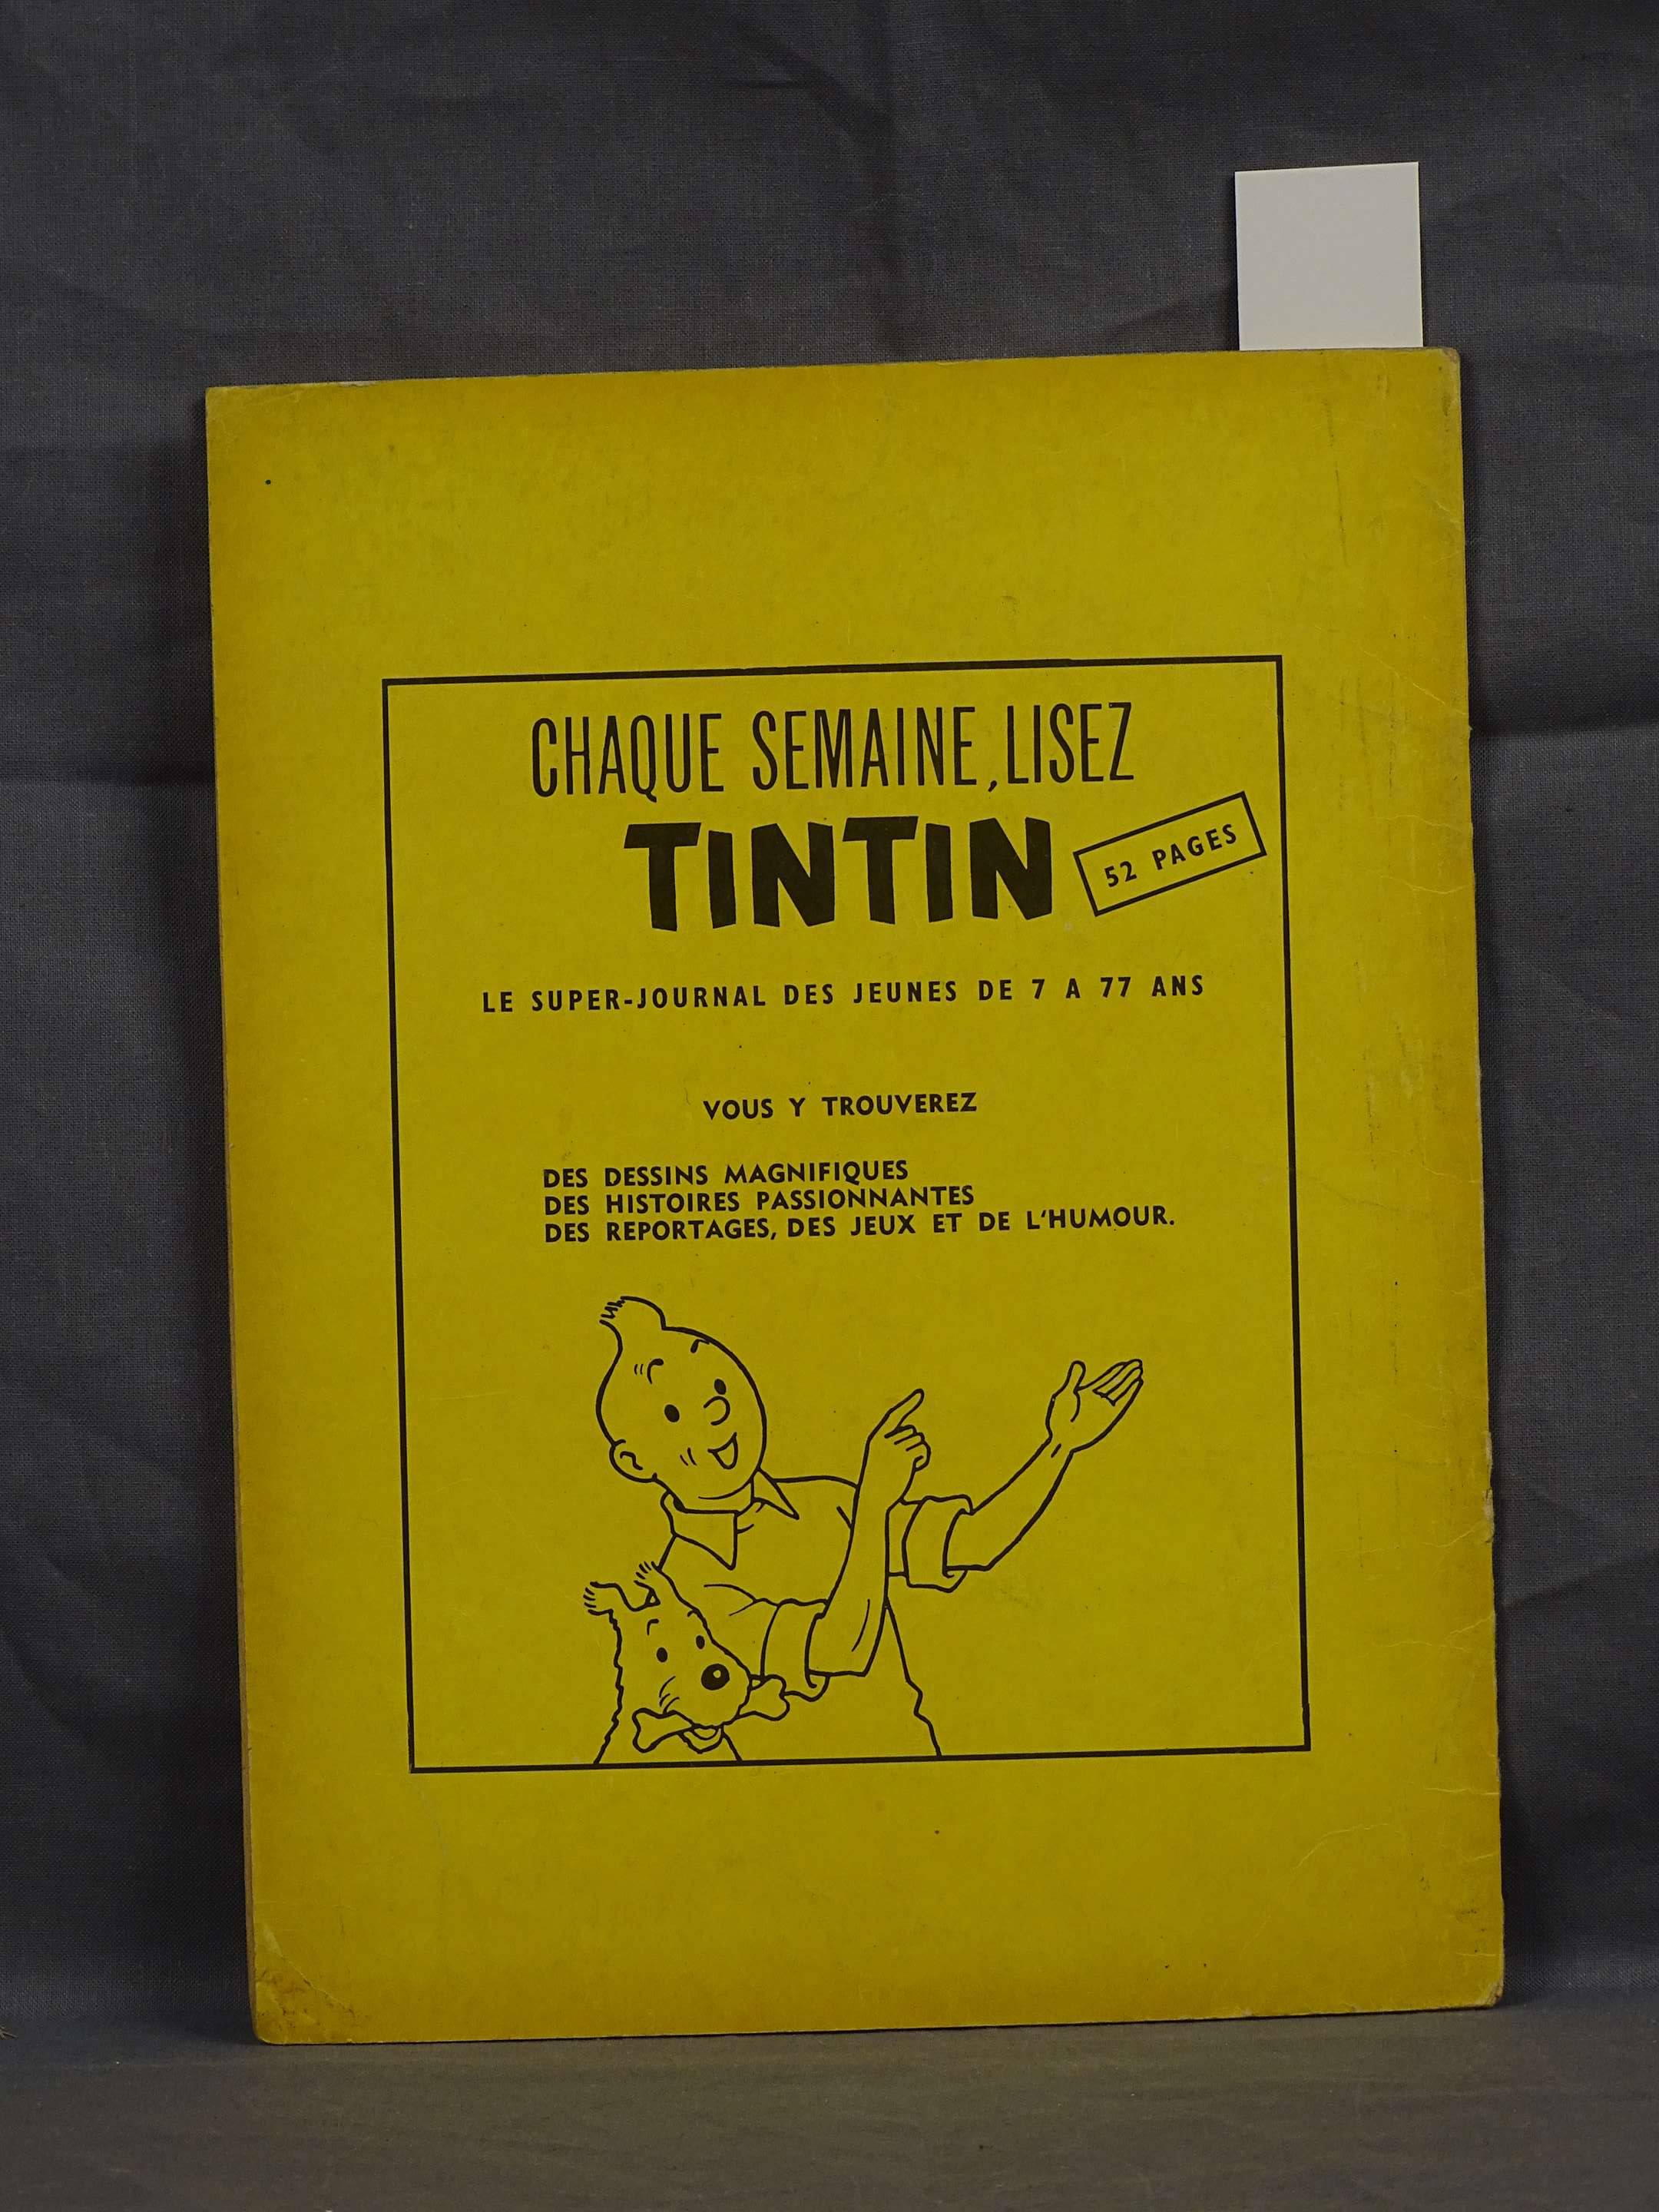 CHAQUE SEMAINE, LISEZ
TINTIN
52 PAGES
LE SUPER-JOURNAL DES JEUNES DE 7 A 77 ANS
VOUS Y TROUVEREZ
DES DESSINS MAGNIFIQUES
DES HISTOIRES PASSIONNANTES
DES REPORTAGES, DES JEUX ET DE L'HUMOUR.